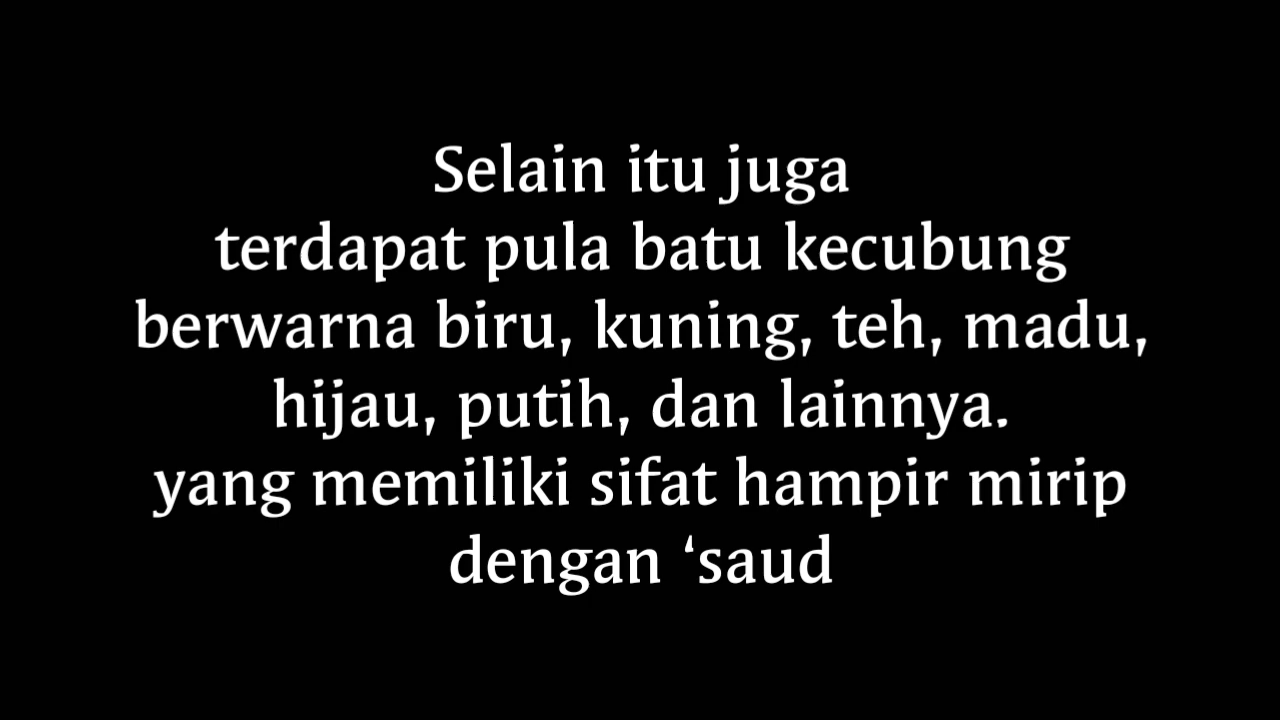 Selain itu juga
terdapat pula batu kecubung
berwarna biru, kuning, teh, madu,
hijau, putih, dan lainnya.
yang memiliki sifat hampir mirip
dengan ‘saud